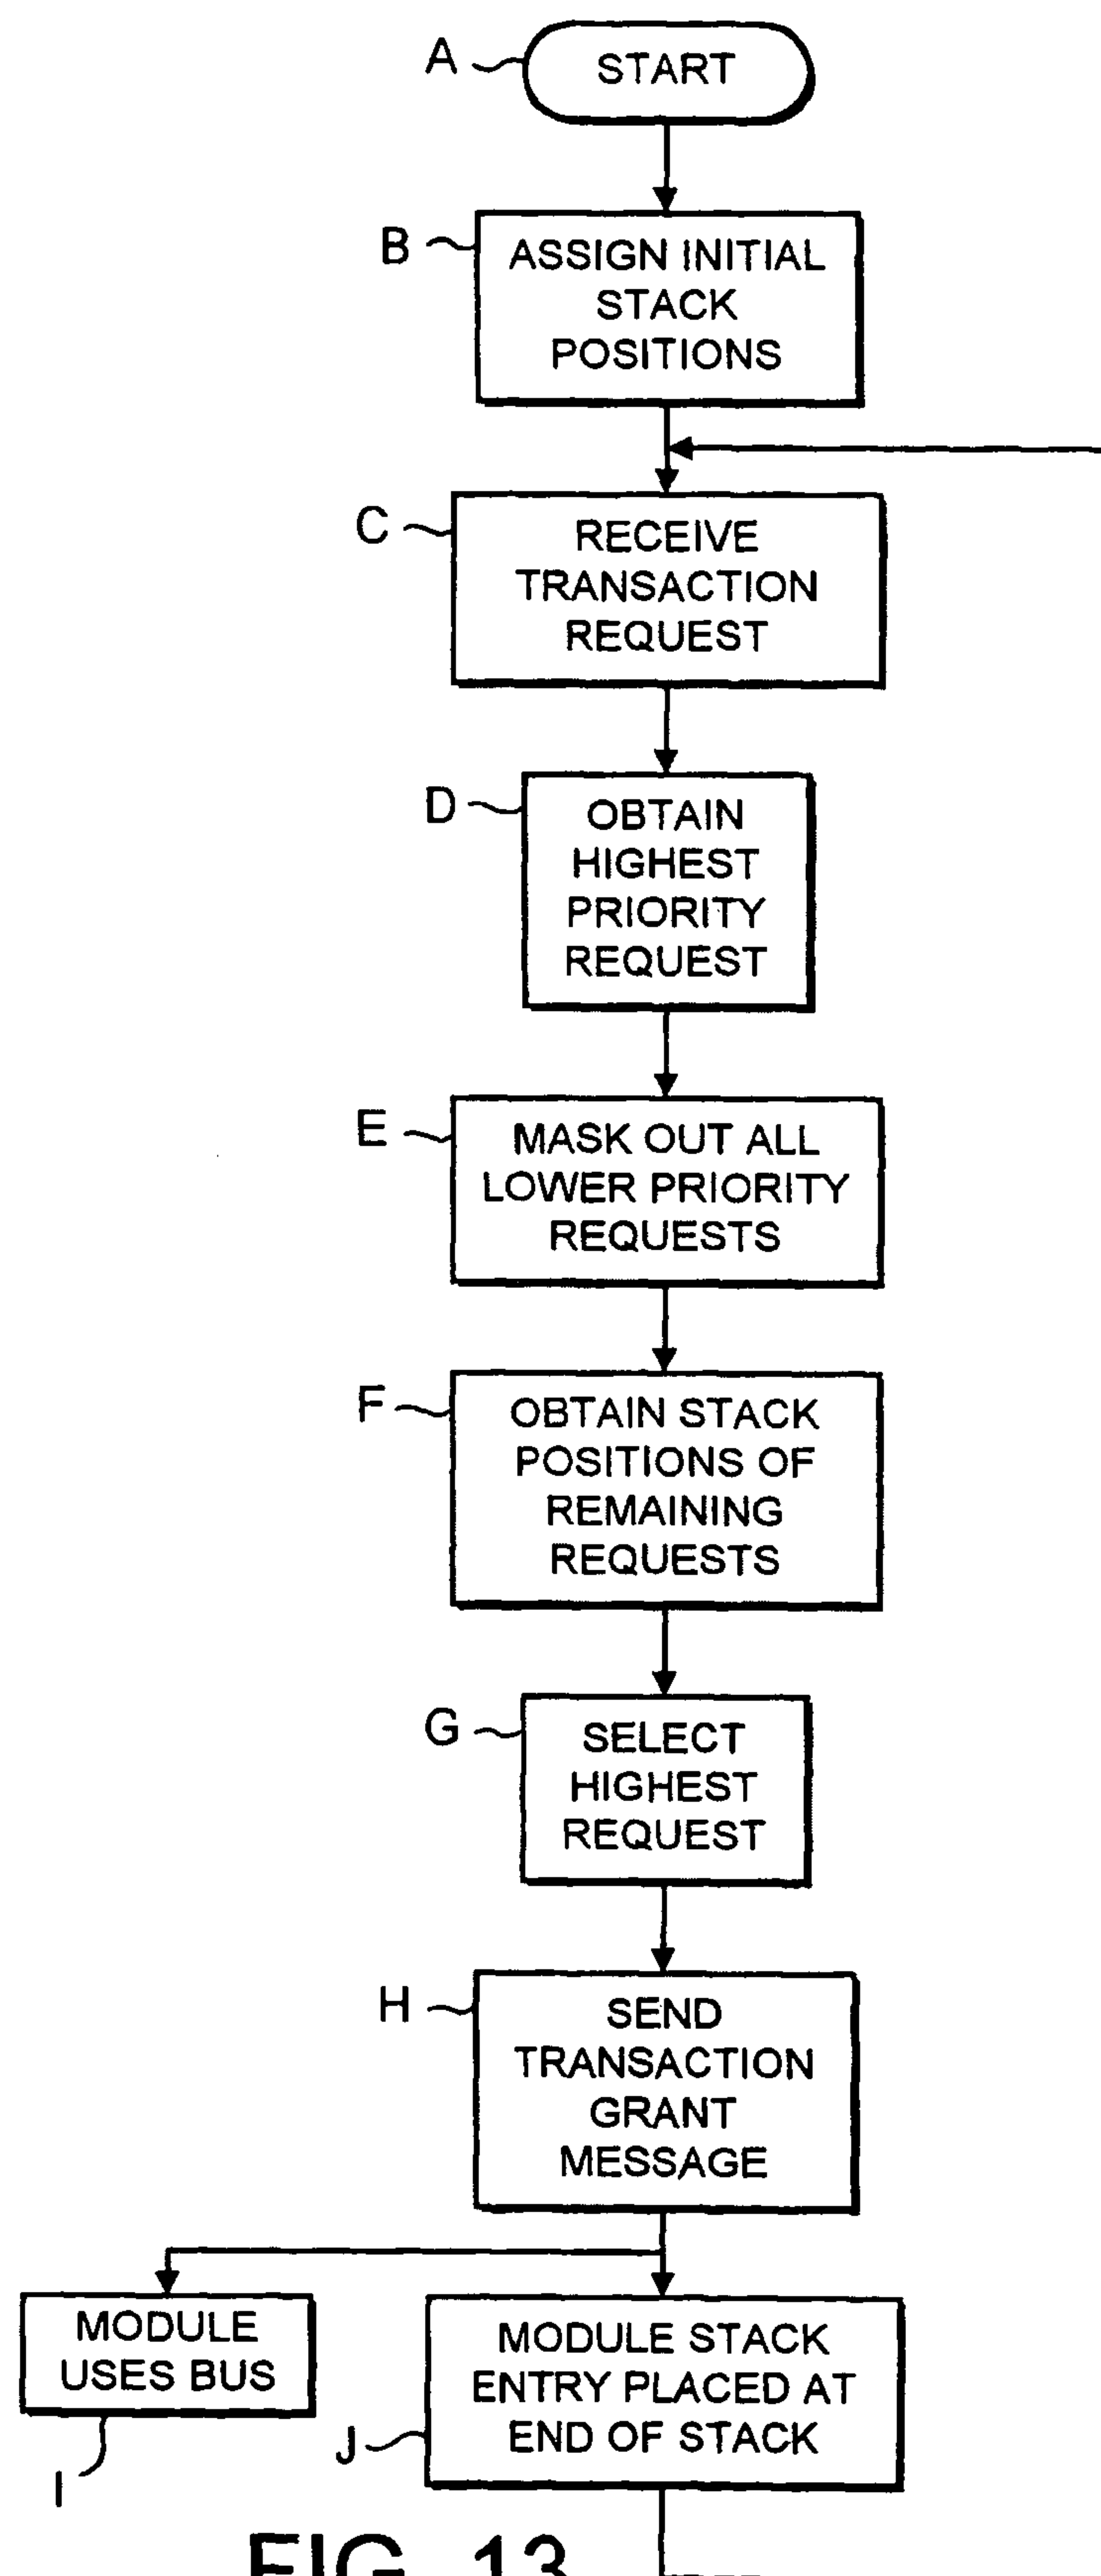 A
START
B
ASSIGN INITIAL
STACK
POSITIONS
C
RECEIVE
TRANSACTION
REQUEST
D
OBTAIN
HIGHEST
PRIORITY
REQUEST
E
MASK OUT ALL
LOWER PRIORITY
REQUESTS
F
OBTAIN STACK
POSITIONS OF
REMAINING
REQUESTS
G
SELECT
HIGHEST
REQUEST
H
SEND
TRANSACTION
GRANT
MESSAGE
MODULE
USES BUS
I
MODULE STACK
ENTRY PLACED AT
END OF STACK
J
FIG. 13